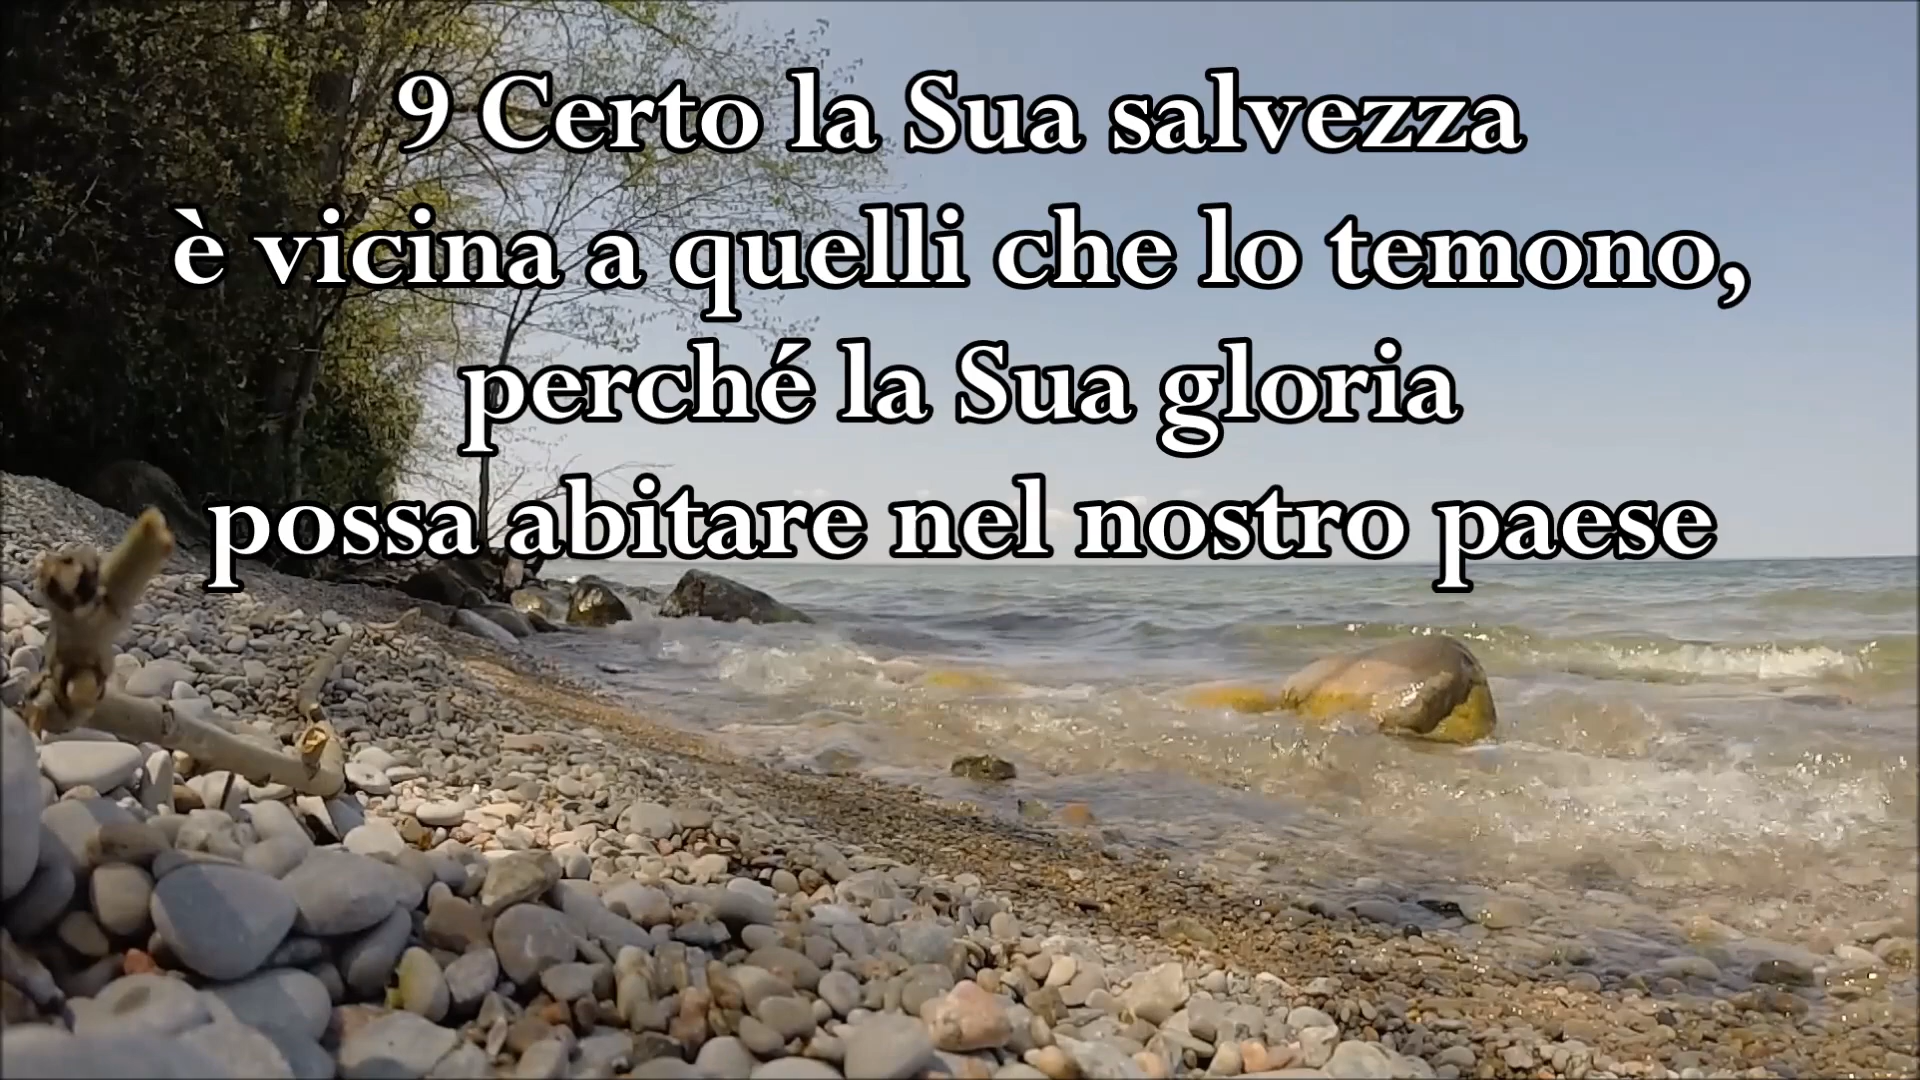 9 Certo la Sua salvezza
è vicina a quelli che lo temono,
perché la Sua gloria
possa abitare nel nostro paese